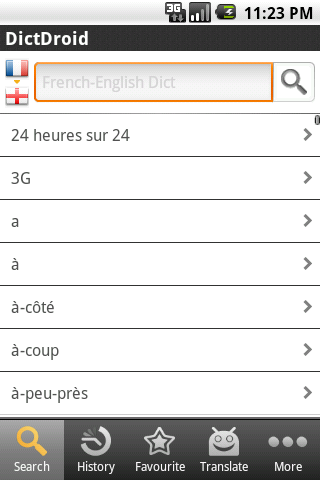 3G 11:23 PM
DictDroid
French-English Dict
24 heures sur 24
3G
a
à
à-côté
à-coup
à-peu-près
Search History Favourite Translate More